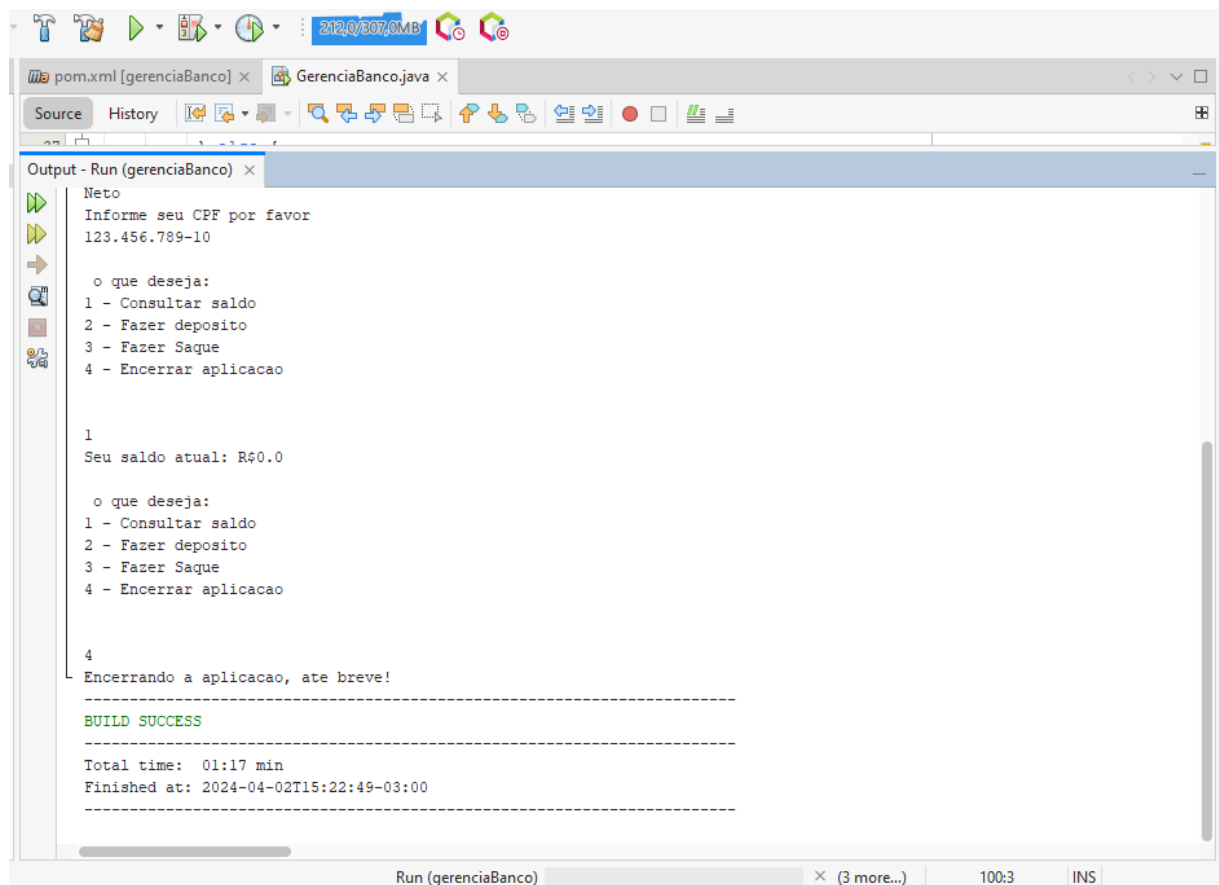 212,0/307,0MB
pom.xml [gerenciaBanco] GerenciaBanco.java
Source History
Output - Run (gerenciaBanco)
Neto
Informe seu CPF por favor
123.456.789-10
o que deseja:
1 - Consultar saldo
2 - Fazer deposito
3 - Fazer Saque
4 - Encerrar aplicacao
1
Seu saldo atual: R$0.0
o que deseja:
1 - Consultar saldo
2 - Fazer deposito
3 - Fazer Saque
4 - Encerrar aplicacao
4
Encerrando a aplicacao, ate breve!
------------------------------------------------------------------------
BUILD SUCCESS
------------------------------------------------------------------------
Total time:  01:17 min
Finished at: 2024-04-02T15:22:49-03:00
------------------------------------------------------------------------
Run (gerenciaBanco) (3 more...) 100:3 INS